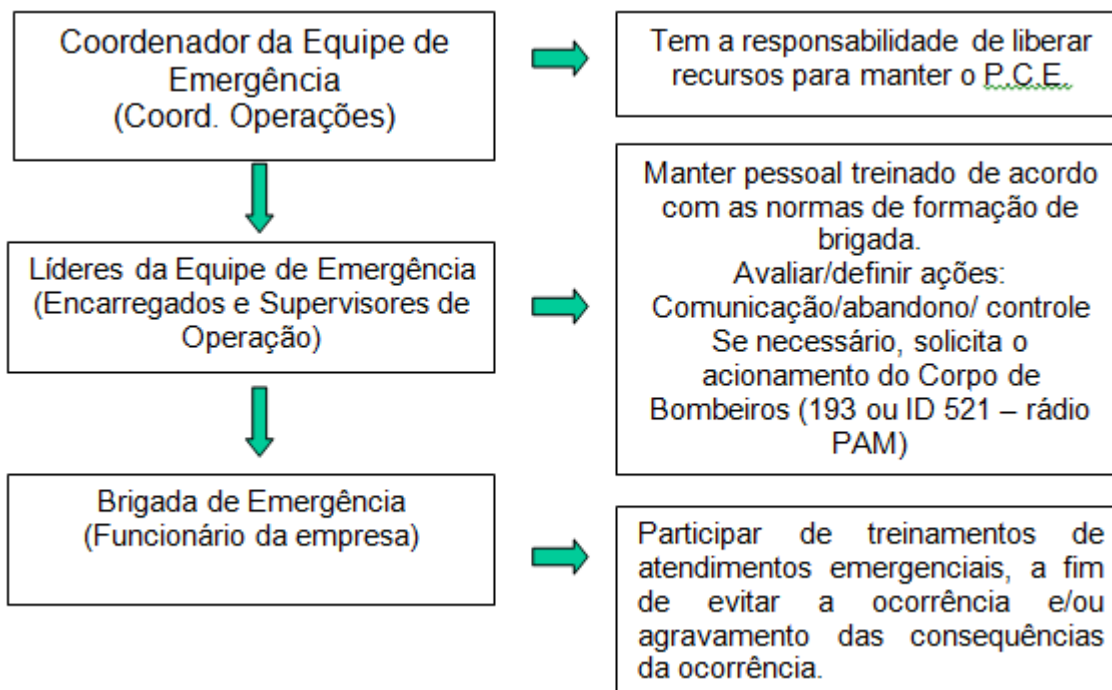 Coordenador da Equipe de
Emergência
(Coord. Operações)
Tem a responsabilidade de liberar
recursos para manter o P.C.E.
Líderes da Equipe de Emergência
(Encarregados e Supervisores de
Operação)
Manter pessoal treinado de acordo
com as normas de formação de
brigada.
Avaliar/definir ações:
Comunicação/abandono/ controle
Se necessário, solicita o
acionamento do Corpo de
Bombeiros (193 ou ID 521 – rádio
PAM)
Brigada de Emergência
(Funcionário da empresa)
Participar de treinamentos de
atendimentos emergenciais, a fim
de evitar a ocorrência e/ou
agravamento das consequências
da ocorrência.